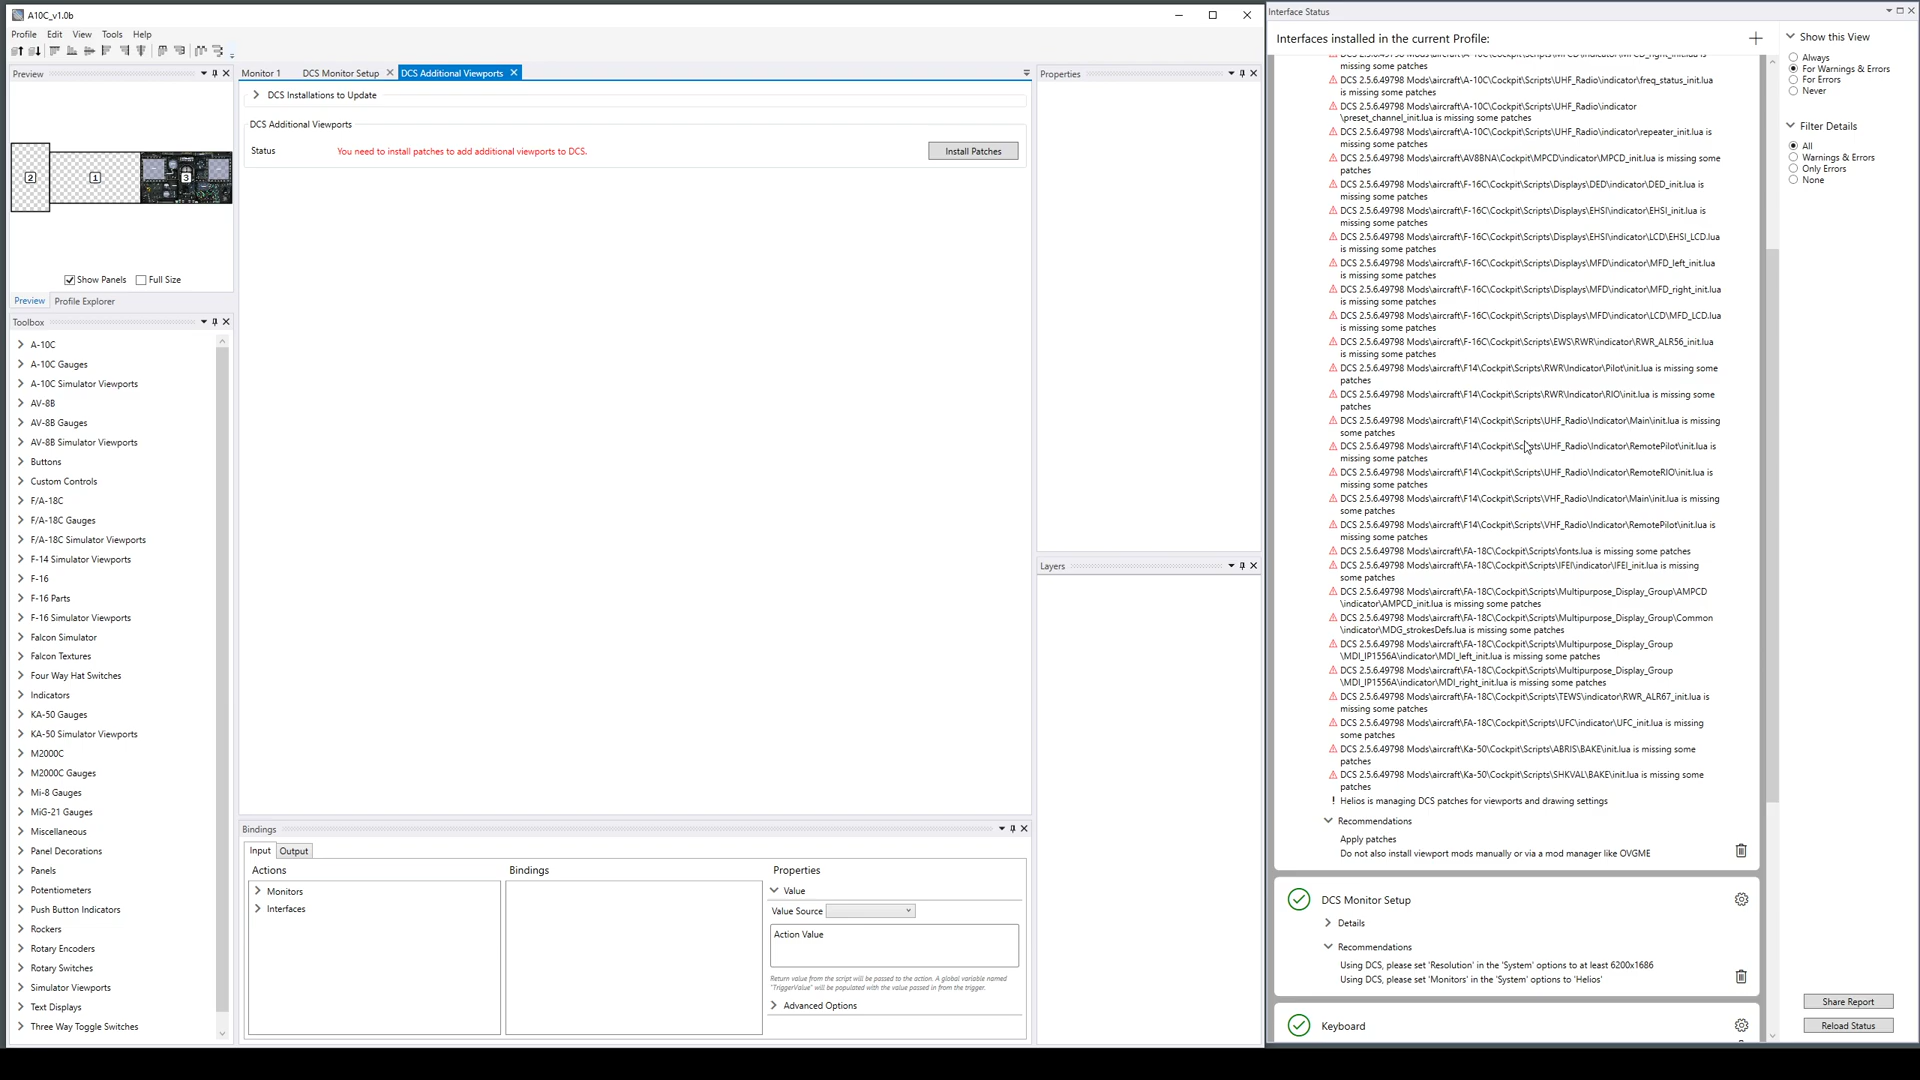 A10C_v1.0b
Profile Edit View Tools Help
Preview
2
1
3
Show Panels Full Size
Preview Profile Explorer
Toolbox
A-10C
A-10C Gauges
A-10C Simulator Viewports
AV-8B
AV-8B Gauges
AV-8B Simulator Viewports
Buttons
Custom Controls
F/A-18C
F/A-18C Gauges
F/A-18C Simulator Viewports
F-14 Simulator Viewports
F-16
F-16 Parts
F-16 Simulator Viewports
Falcon Simulator
Falcon Textures
Four Way Hat Switches
Indicators
KA-50 Gauges
KA-50 Simulator Viewports
M2000C
M2000C Gauges
Mi-8 Gauges
MiG-21 Gauges
Miscellaneous
Panel Decorations
Panels
Potentiometers
Push Button Indicators
Rockers
Rotary Encoders
Rotary Switches
Simulator Viewports
Text Displays
Three Way Toggle Switches
Monitor 1 DCS Monitor Setup DCS Additional Viewports
DCS Installations to Update
DCS Additional Viewports
Status You need to install patches to add additional viewports to DCS. Install Patches
Bindings
Input Output
Actions
Monitors
Interfaces
Bindings
Properties
Value
Value Source
Action Value
Return value from the script will be passed to the action. A global variable named
"TriggerValue" will be populated with the value passed in from the trigger.
Advanced Options
Properties
Layers
Interface Status
Interfaces installed in the current Profile:
missing some patches
DCS 2.5.6.49798 Mods\aircraft\A-10C\Cockpit\Scripts\UHF_Radio\indicator\freq_status_init.lua
is missing some patches
DCS 2.5.6.49798 Mods\aircraft\A-10C\Cockpit\Scripts\UHF_Radio\indicator
\preset_channel_init.lua is missing some patches
DCS 2.5.6.49798 Mods\aircraft\A-10C\Cockpit\Scripts\UHF_Radio\indicator\repeater_init.lua is
missing some patches
DCS 2.5.6.49798 Mods\aircraft\AV8BNA\Cockpit\MPCD\indicator\MPCD_init.lua is missing some
patches
DCS 2.5.6.49798 Mods\aircraft\F-16C\Cockpit\Scripts\Displays\DED\indicator\DED_init.lua is
missing some patches
DCS 2.5.6.49798 Mods\aircraft\F-16C\Cockpit\Scripts\Displays\EHSI\indicator\EHSI_init.lua is
missing some patches
DCS 2.5.6.49798 Mods\aircraft\F-16C\Cockpit\Scripts\Displays\EHSI\indicator\LCD\EHSI_LCD.lua
is missing some patches
DCS 2.5.6.49798 Mods\aircraft\F-16C\Cockpit\Scripts\Displays\MFD\indicator\MFD_left_init.lua
is missing some patches
DCS 2.5.6.49798 Mods\aircraft\F-16C\Cockpit\Scripts\Displays\MFD\indicator\MFD_right_init.lua
is missing some patches
DCS 2.5.6.49798 Mods\aircraft\F-16C\Cockpit\Scripts\Displays\MFD\indicator\LCD\MFD_LCD.lua
is missing some patches
DCS 2.5.6.49798 Mods\aircraft\F-16C\Cockpit\Scripts\EWS\RWR\indicator\RWR_ALR56_init.lua
is missing some patches
DCS 2.5.6.49798 Mods\aircraft\F14\Cockpit\Scripts\RWR\Indicator\Pilot\init.lua is missing some
patches
DCS 2.5.6.49798 Mods\aircraft\F14\Cockpit\Scripts\RWR\Indicator\RIO\init.lua is missing some
patches
DCS 2.5.6.49798 Mods\aircraft\F14\Cockpit\Scripts\UHF_Radio\Indicator\Main\init.lua is missing
some patches
DCS 2.5.6.49798 Mods\aircraft\F14\Cockpit\Scripts\UHF_Radio\Indicator\RemotePilot\init.lua is
missing some patches
DCS 2.5.6.49798 Mods\aircraft\F14\Cockpit\Scripts\UHF_Radio\Indicator\RemoteRIO\init.lua is
missing some patches
DCS 2.5.6.49798 Mods\aircraft\F14\Cockpit\Scripts\VHF_Radio\Indicator\Main\init.lua is missing
some patches
DCS 2.5.6.49798 Mods\aircraft\F14\Cockpit\Scripts\VHF_Radio\Indicator\RemotePilot\init.lua is
missing some patches
DCS 2.5.6.49798 Mods\aircraft\FA-18C\Cockpit\Scripts\fonts.lua is missing some patches
DCS 2.5.6.49798 Mods\aircraft\FA-18C\Cockpit\Scripts\IFEI\indicator\IFEI_init.lua is missing
some patches
DCS 2.5.6.49798 Mods\aircraft\FA-18C\Cockpit\Scripts\Multipurpose_Display_Group\AMPCD
\indicator\AMPCD_init.lua is missing some patches
DCS 2.5.6.49798 Mods\aircraft\FA-18C\Cockpit\Scripts\Multipurpose_Display_Group\Common
\indicator\MDG_strokesDefs.lua is missing some patches
DCS 2.5.6.49798 Mods\aircraft\FA-18C\Cockpit\Scripts\Multipurpose_Display_Group
\MDI_IP1556A\indicator\MDI_left_init.lua is missing some patches
DCS 2.5.6.49798 Mods\aircraft\FA-18C\Cockpit\Scripts\Multipurpose_Display_Group
\MDI_IP1556A\indicator\MDI_right_init.lua is missing some patches
DCS 2.5.6.49798 Mods\aircraft\FA-18C\Cockpit\Scripts\TEWS\indicator\RWR_ALR67_init.lua is
missing some patches
DCS 2.5.6.49798 Mods\aircraft\FA-18C\Cockpit\Scripts\UFC\indicator\UFC_init.lua is missing
some patches
DCS 2.5.6.49798 Mods\aircraft\Ka-50\Cockpit\Scripts\ABRIS\BAKE\init.lua is missing some
patches
DCS 2.5.6.49798 Mods\aircraft\Ka-50\Cockpit\Scripts\SHKVAL\BAKE\init.lua is missing some
patches
! Helios is managing DCS patches for viewports and drawing settings
Recommendations
Apply patches
Do not also install viewport mods manually or via a mod manager like OVGME
DCS Monitor Setup
Details
Recommendations
Using DCS, please set 'Resolution' in the 'System' options to at least 6200x1686
Using DCS, please set 'Monitors' in the 'System' options to 'Helios'
Keyboard
Show this View
Always
For Warnings & Errors
For Errors
Never
Filter Details
All
Warnings & Errors
Only Errors
None
Share Report
Reload Status